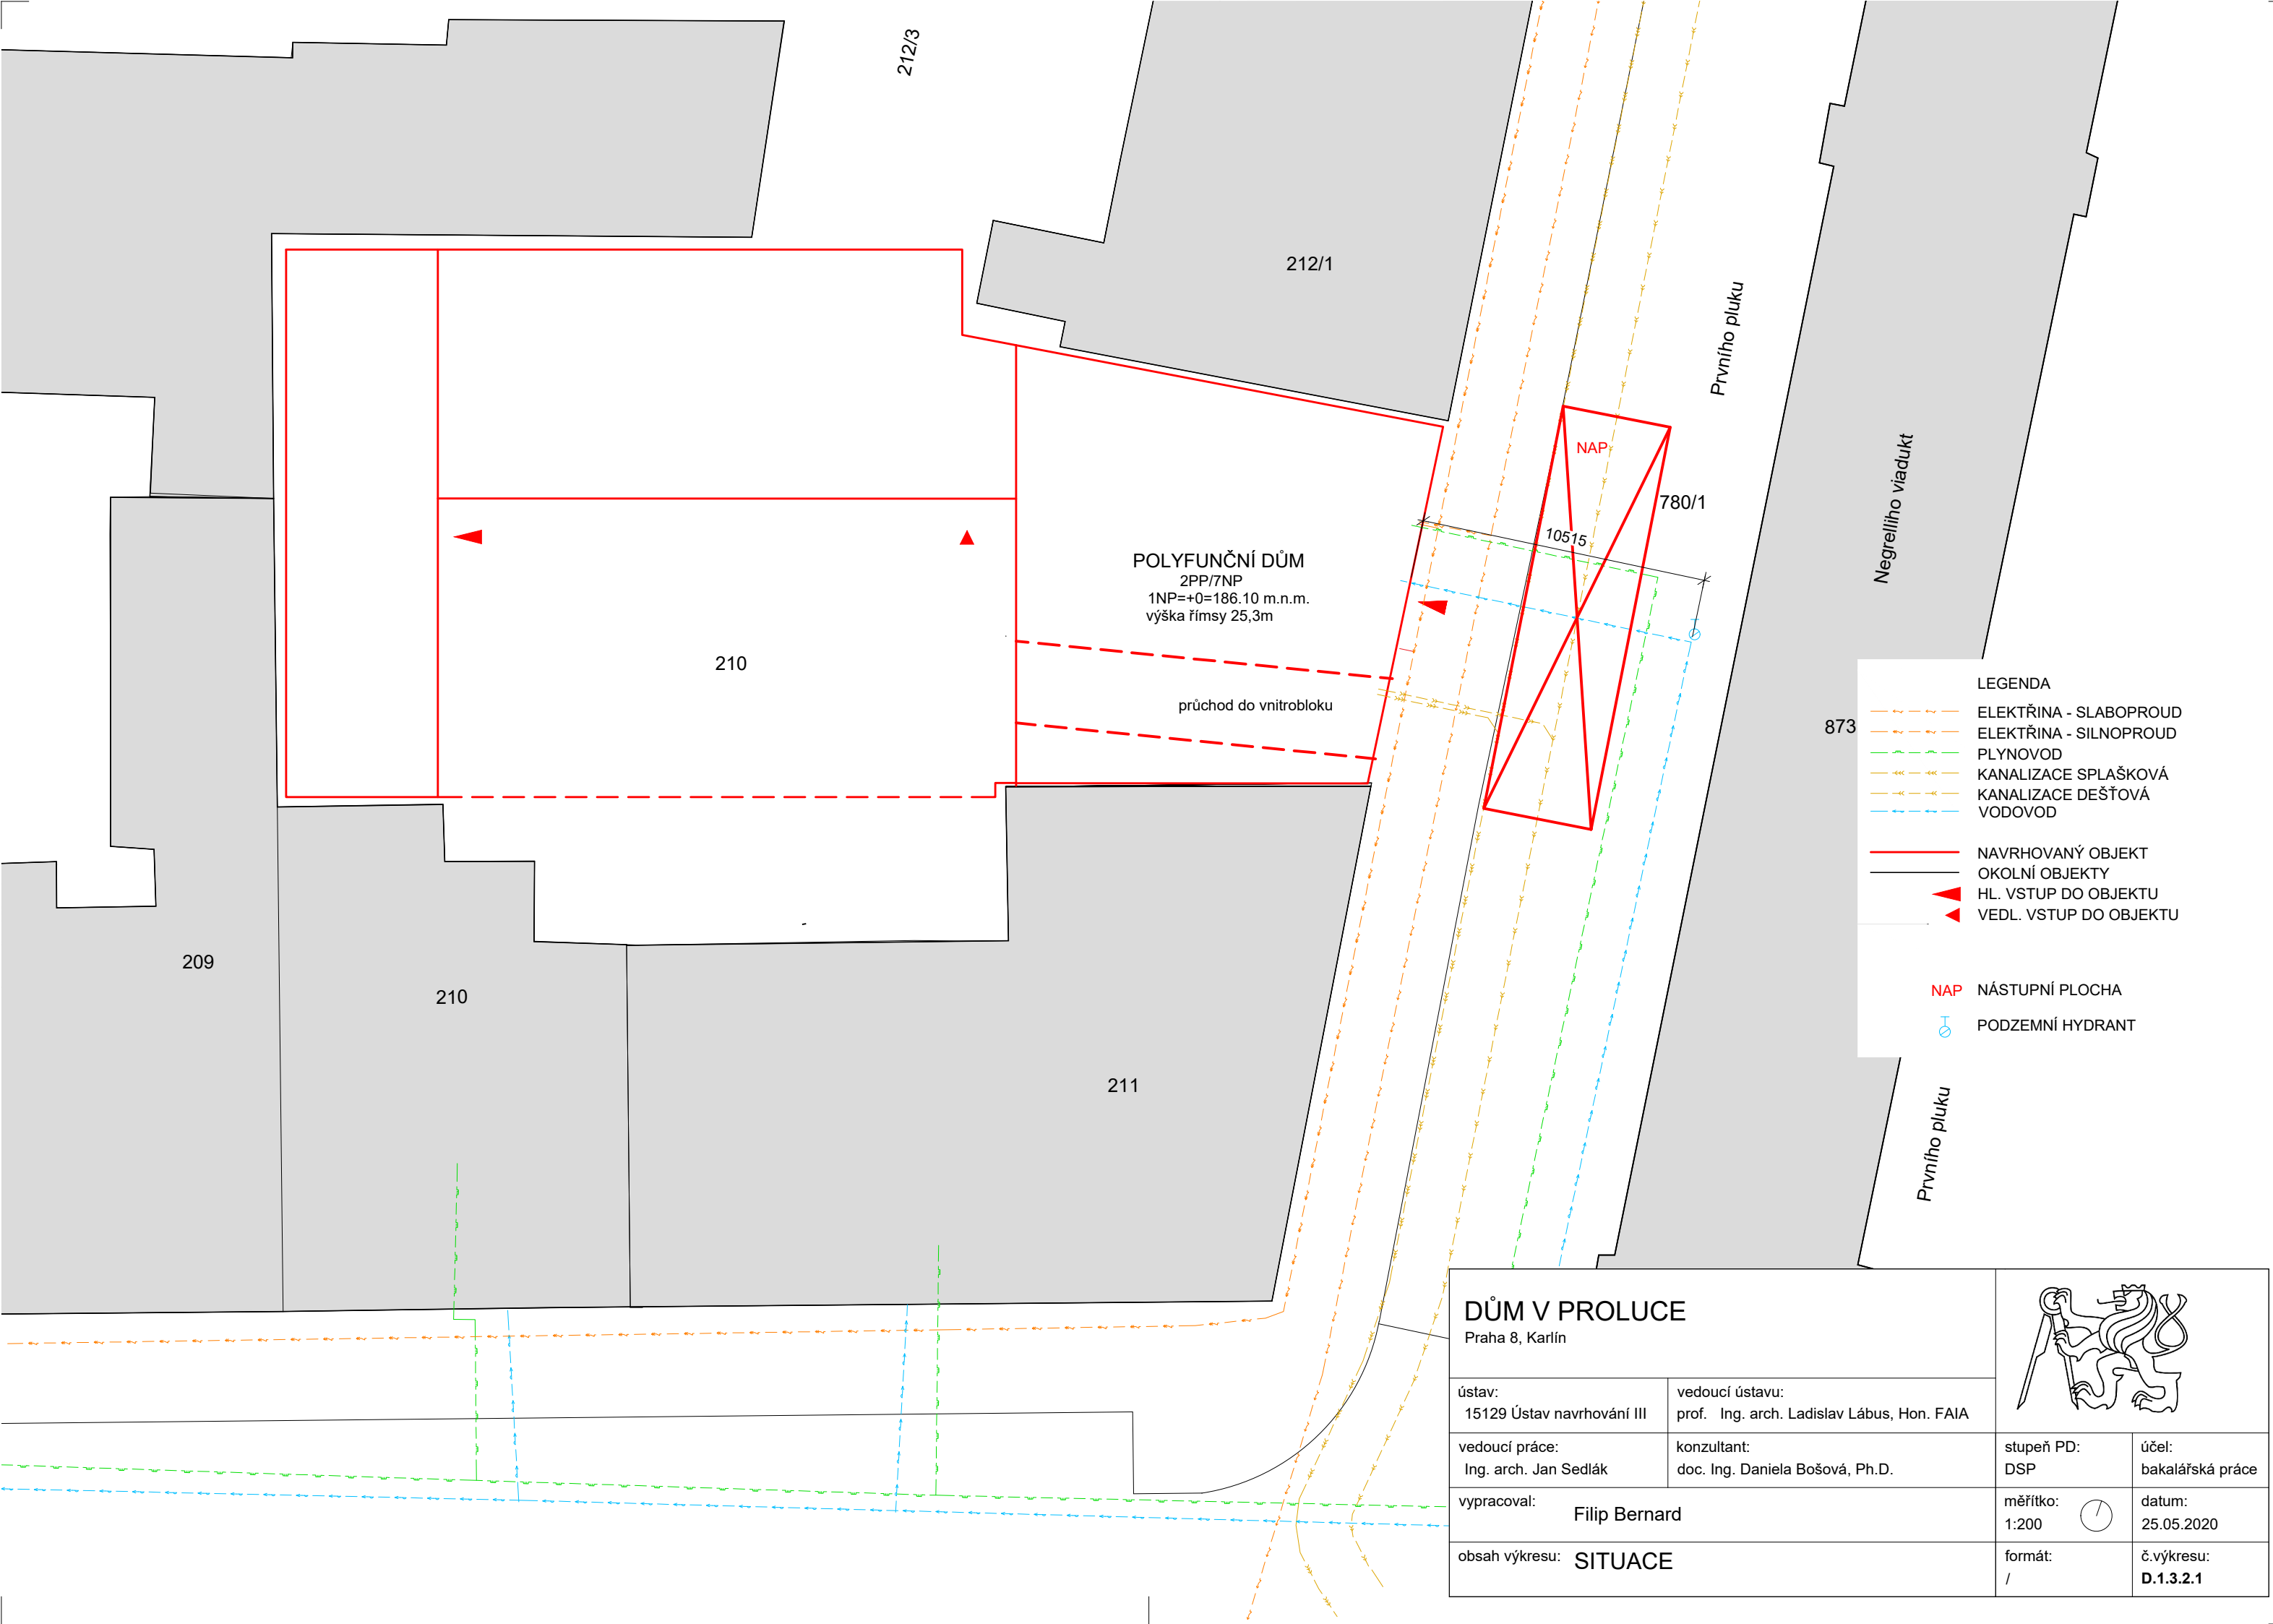 212/3
212/1
Prvního pluku
NAP
780/1
10515
Negrelliho viadukt
POLYFUNČNÍ DŮM
2PP/7NP
1NP=+0=186.10 m.n.m.
výška římsy 25,3m
210
průchod do vnitrobloku
873
LEGENDA
ELEKTŘINA - SLABOPROUD
ELEKTŘINA - SILNOPROUD
PLYNOVOD
KANALIZACE SPLAŠKOVÁ
KANALIZACE DEŠŤOVÁ
VODOVOD
NAVRHOVANÝ OBJEKT
OKOLNÍ OBJEKTY
HL. VSTUP DO OBJEKTU
VEDL. VSTUP DO OBJEKTU
NAP NÁSTUPNÍ PLOCHA
PODZEMNÍ HYDRANT
209
210
211
Prvního pluku
DŮM V PROLUCE
Praha 8, Karlín
ústav:
15129 Ústav navrhování III
vedoucí ústavu:
prof. Ing. arch. Ladislav Lábus, Hon. FAIA
vedoucí práce:
Ing. arch. Jan Sedlák
konzultant:
doc. Ing. Daniela Bošová, Ph.D.
stupeň PD:
DSP
účel:
bakalářská práce
vypracoval:
Filip Bernard
měřítko:
1:200
datum:
25.05.2020
obsah výkresu: SITUACE
formát:
/
č.výkresu:
D.1.3.2.1